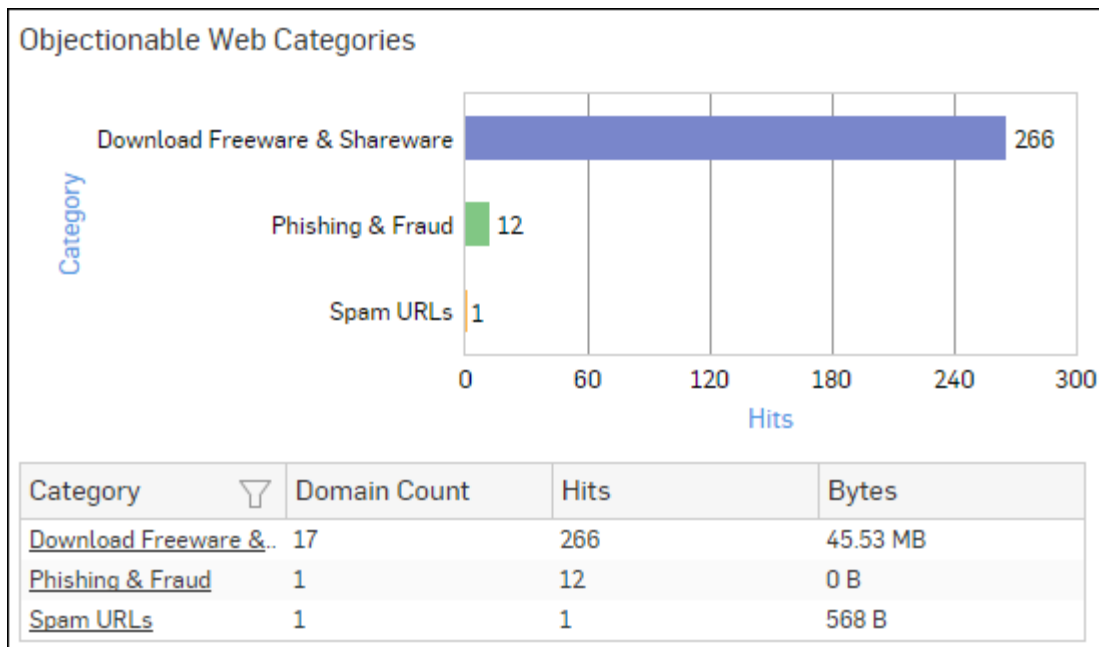 Objectionable Web Categories
Category
Download Freeware & Shareware 266
Phishing & Fraud 12
Spam URLs 1
0 60 120 180 240 300
Hits
Category Domain Count Hits Bytes
Download Freeware &.. 17 266 45.53 MB
Phishing & Fraud 1 12 0 B
Spam URLs 1 1 568 B